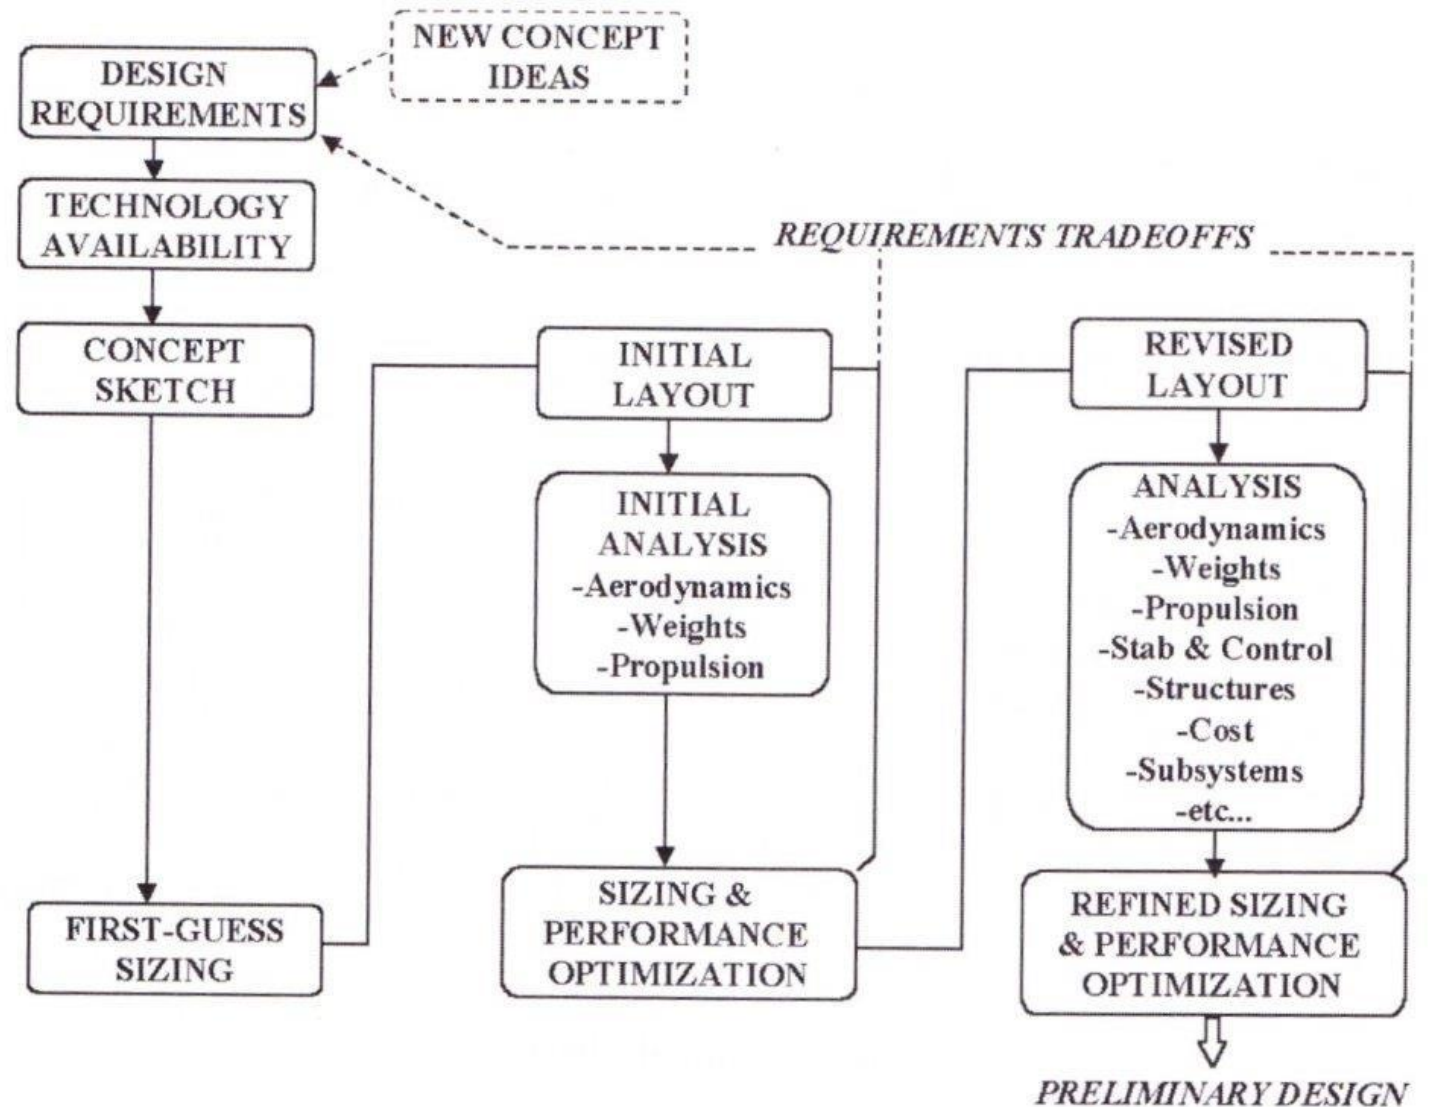 NEW CONCEPT
IDEAS
DESIGN
REQUIREMENTS
TECHNOLOGY
AVAILABILITY
CONCEPT
SKETCH
FIRST-GUESS
SIZING
REQUIREMENTS TRADEOFFS
INITIAL
LAYOUT
INITIAL
ANALYSIS
-Aerodynamics
-Weights
-Propulsion
SIZING &
PERFORMANCE
OPTIMIZATION
REVISED
LAYOUT
ANALYSIS
-Aerodynamics
-Weights
-Propulsion
-Stab & Control
-Structures
-Cost
-Subsystems
-etc...
REFINED SIZING
& PERFORMANCE
OPTIMIZATION
PRELIMINARY DESIGN